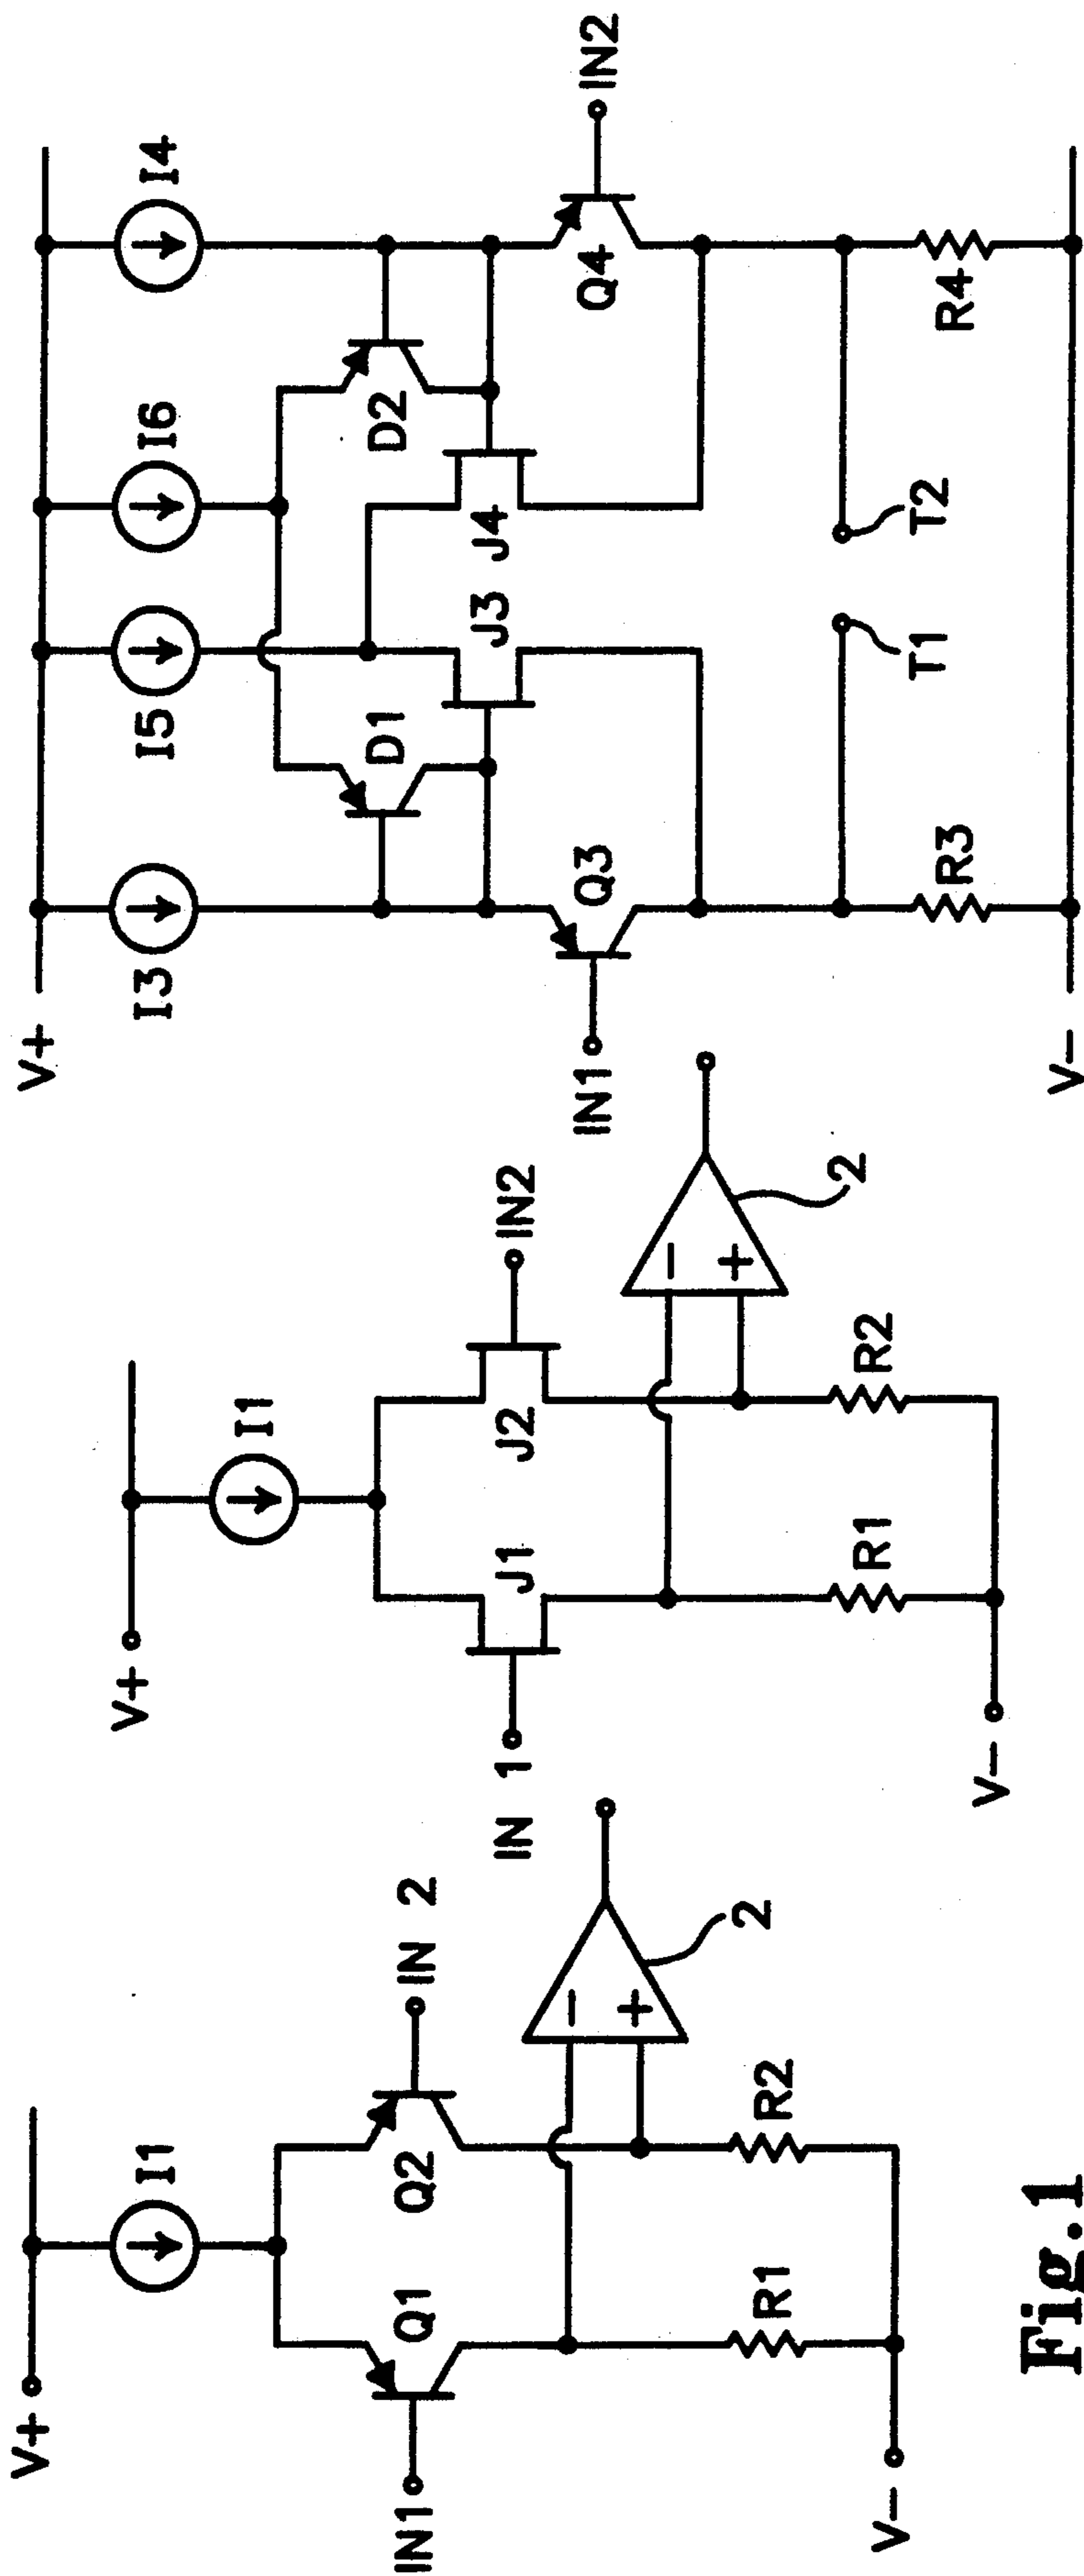 V+
I1
Q1
Q2
IN1
IN 2
−
+
2
R1
R2
V−
Fig.1
V+
I1
J1
J2
IN 1
IN2
−
+
2
R1
R2
V−
V+
I3
I5
I6
I4
D1
D2
J3
J4
Q3
Q4
IN1
IN2
T1
T2
R3
R4
V−